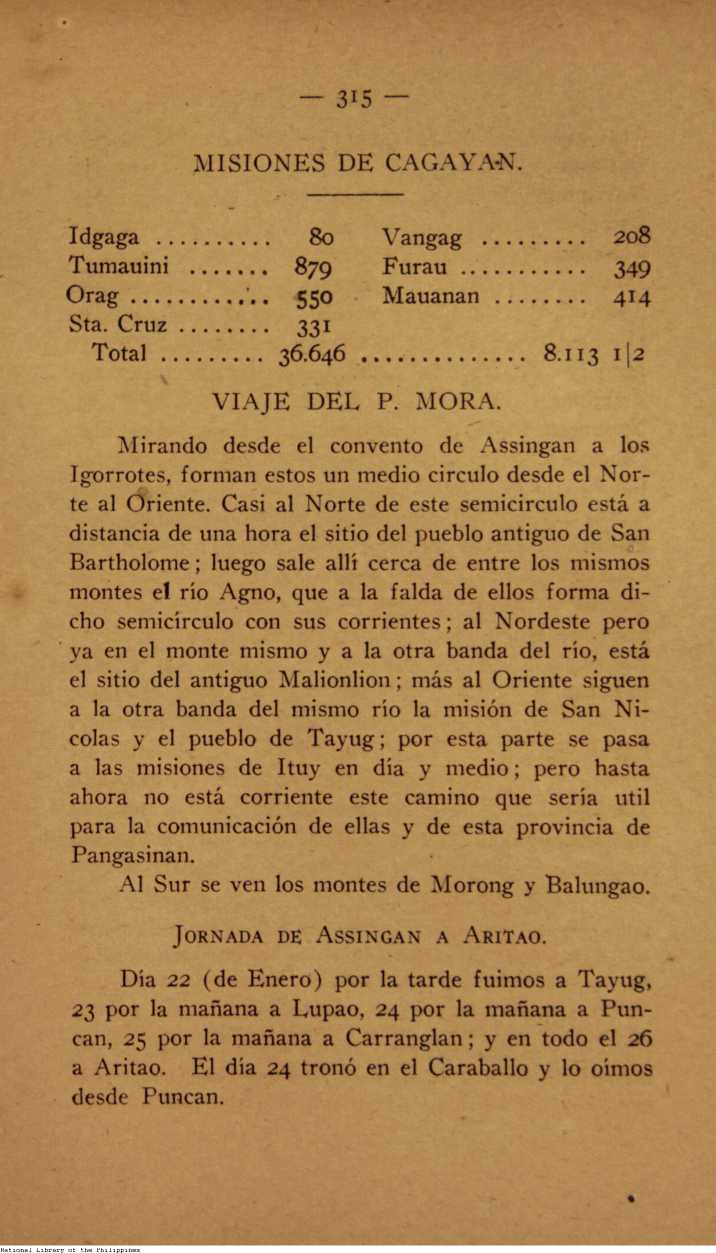 — 315 —
MISIONES DE CAGAYAN.
Idgaga .......... 80 Vangag ......... 208
Tumauini ....... 879 Furau ........... 349
Orag ............ 550 Mauanan ........ 414
Sta. Cruz ........ 331
Total ......... 36.646 .............. 8.113 1|2
VIAJE DEL P. MORA.
Mirando desde el convento de Assingan a los
Igorrotes, forman estos un medio circulo desde el Nor-
te al Oriente. Casi al Norte de este semicirculo está a
distancia de una hora el sitio del pueblo antiguo de San
Bartholome; luego sale allí cerca de entre los mismos
montes el río Agno, que a la falda de ellos forma di-
cho semicírculo con sus corrientes; al Nordeste pero
ya en el monte mismo y a la otra banda del río, está
el sitio del antiguo Malionlion; más al Oriente siguen
a la otra banda del mismo río la misión de San Ni-
colas y el pueblo de Tayug; por esta parte se pasa
a las misiones de Ituy en día y medio; pero hasta
ahora no está corriente este camino que sería util
para la comunicación de ellas y de esta provincia de
Pangasinan.
Al Sur se ven los montes de Morong y Balungao.
JORNADA DE ASSINGAN A ARITAO.
Día 22 (de Enero) por la tarde fuimos a Tayug,
23 por la mañana a Lupao, 24 por la mañana a Pun-
can, 25 por la mañana a Carranglan; y en todo el 26
a Aritao. El día 24 tronó en el Caraballo y lo oímos
desde Puncan.
National Library of the Philippines